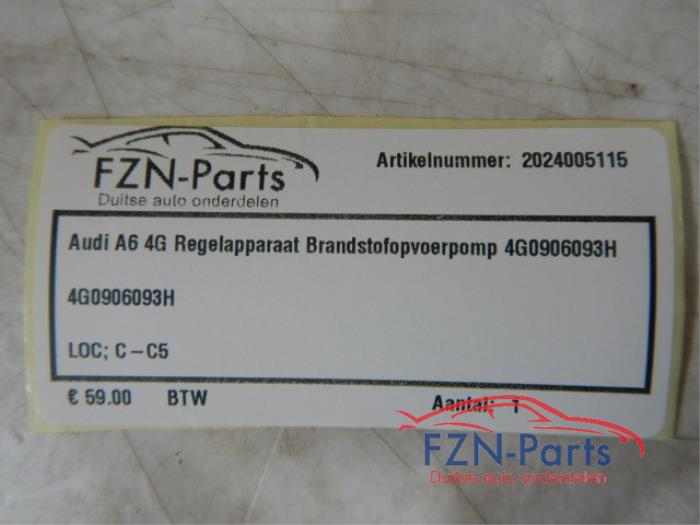 FZN-Parts
Duitse auto onderdelen
Artikelnummer: 2024005115
Audi A6 4G Regelapparaat Brandstofopvoerpomp 4G0906093H
4G0906093H
LOC; C-C5
€ 59.00 BTW
Aantal: 1
FZN-Parts
Duitse auto onderdelen